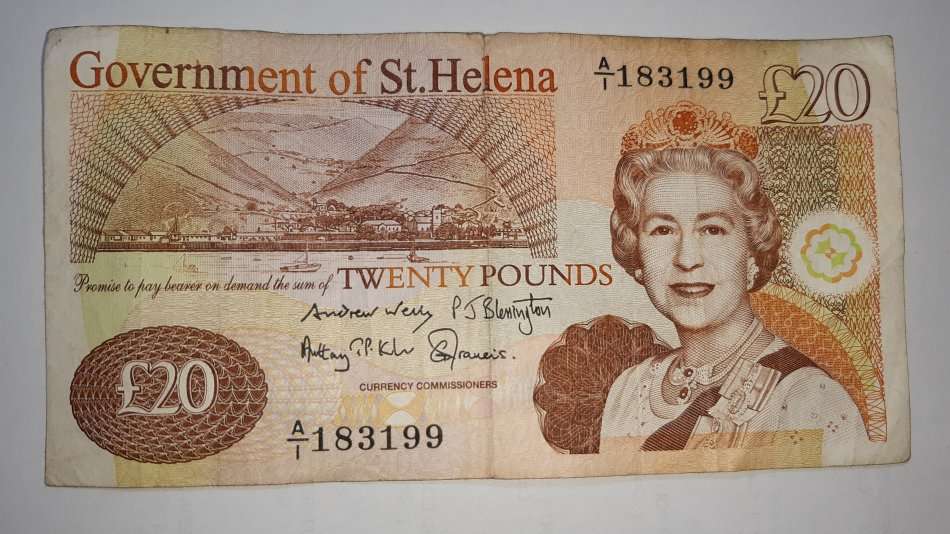 Government of St.Helena
A/1 183199
£20
Promise to pay bearer on demand the sum of TWENTY POUNDS
Andrew Wells P J Blessington
CURRENCY COMMISSIONERS
£20
A/1 183199